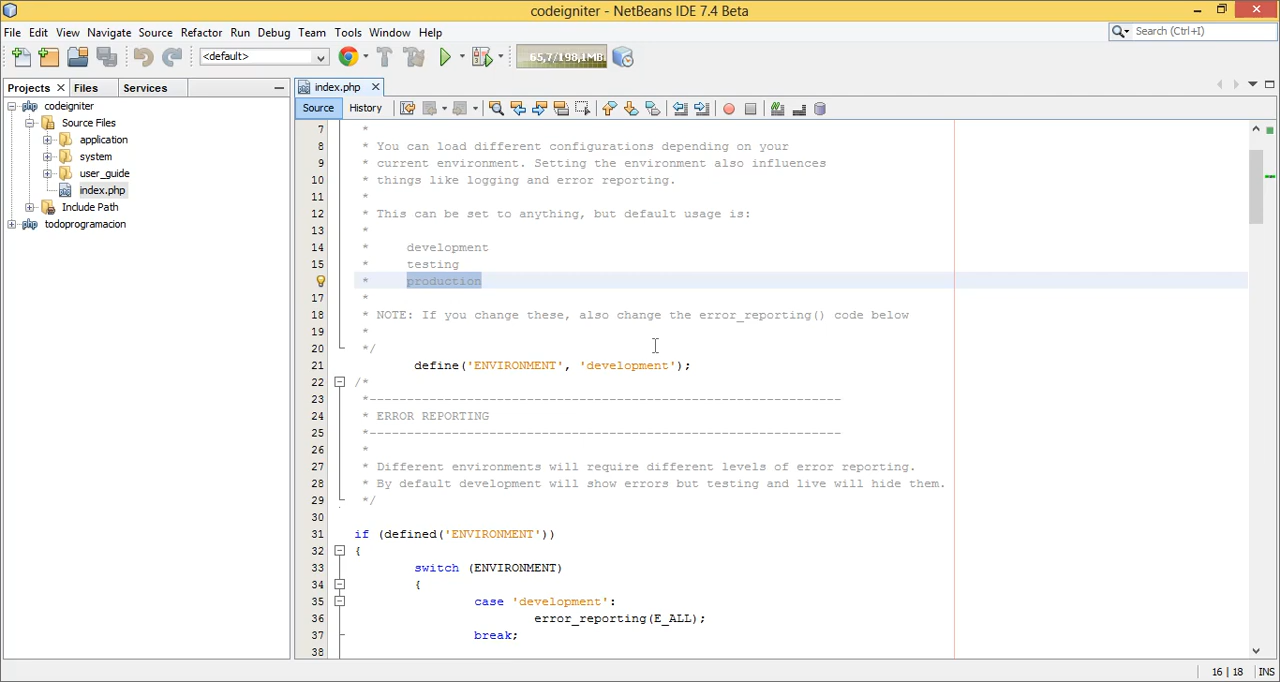 codeigniter - NetBeans IDE 7.4 Beta
File Edit View Navigate Source Refactor Run Debug Team Tools Window Help
Search (Ctrl+I)
<default>
65,7/198,1MB
Projects Files Services
index.php
Source History
codeigniter
Source Files
application
system
user_guide
index.php
Include Path
todoprogramacion
7 *
8 * You can load different configurations depending on your
9 * current environment. Setting the environment also influences
10 * things like logging and error reporting.
11 *
12 * This can be set to anything, but default usage is:
13 *
14 * development
15 * testing
* production
17 *
18 * NOTE: If you change these, also change the error_reporting() code below
19 *
20 */
21 define('ENVIRONMENT', 'development');
22 /*
23 *---------------------------------------------------------------
24 * ERROR REPORTING
25 *---------------------------------------------------------------
26 *
27 * Different environments will require different levels of error reporting.
28 * By default development will show errors but testing and live will hide them.
29 */
30
31 if (defined('ENVIRONMENT'))
32 {
33 switch (ENVIRONMENT)
34 {
35 case 'development':
36 error_reporting(E_ALL);
37 break;
38
16 | 18 INS